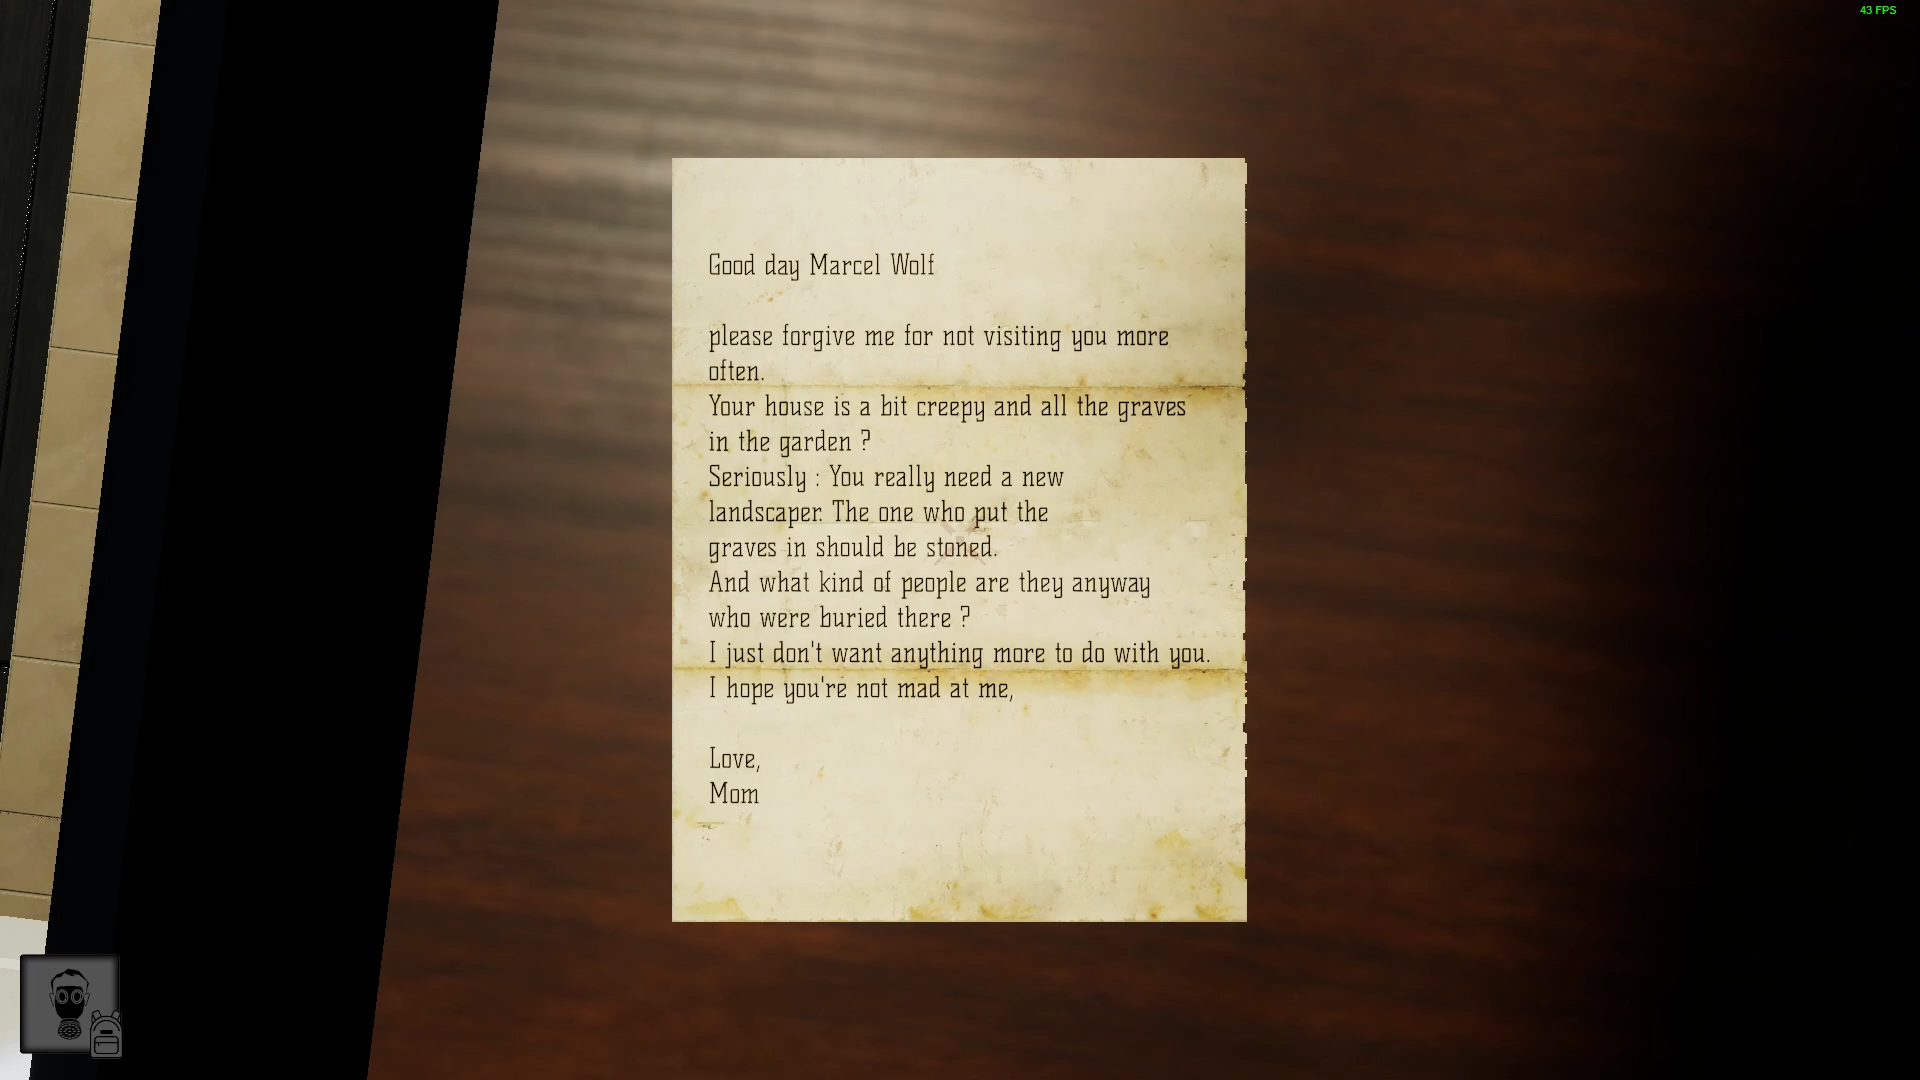 43 FPS
Good day Marcel Wolf
please forgive me for not visiting you more
often.
Your house is a bit creepy and all the graves
in the garden ?
Seriously : You really need a new
landscaper. The one who put the
graves in should be stoned.
And what kind of people are they anyway
who were buried there ?
I just don't want anything more to do with you.
I hope you're not mad at me,
Love,
Mom